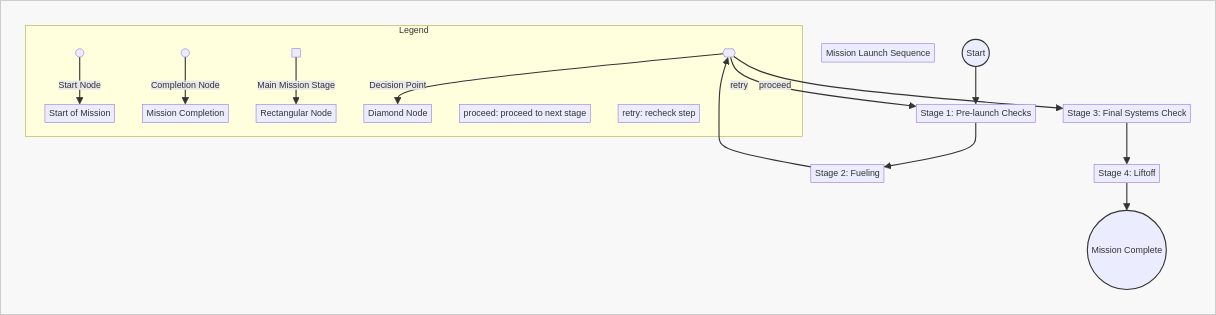 Legend
Mission Launch Sequence
Start
Start Node
Completion Node
Main Mission Stage
Decision Point
retry
proceed
Start of Mission
Mission Completion
Rectangular Node
Diamond Node
proceed: proceed to next stage
retry: recheck step
Stage 1: Pre-launch Checks
Stage 3: Final Systems Check
Stage 2: Fueling
Stage 4: Liftoff
Mission Complete